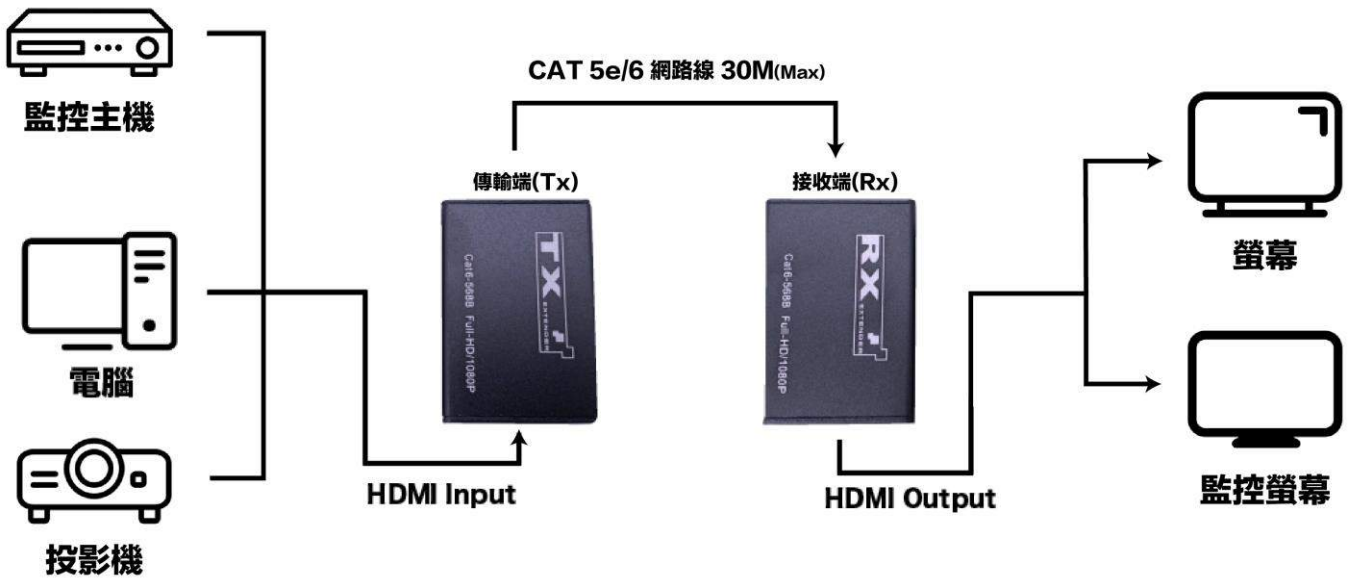 監控主機
電腦
投影機
CAT 5e/6 網路線 30M(Max)
傳輸端(Tx)
TX
EXTENDER
Cat6-568B Full-HD/1080P
HDMI Input
接收端(Rx)
RX
EXTENDER
Cat6-568B Full-HD/1080P
HDMI Output
螢幕
監控螢幕